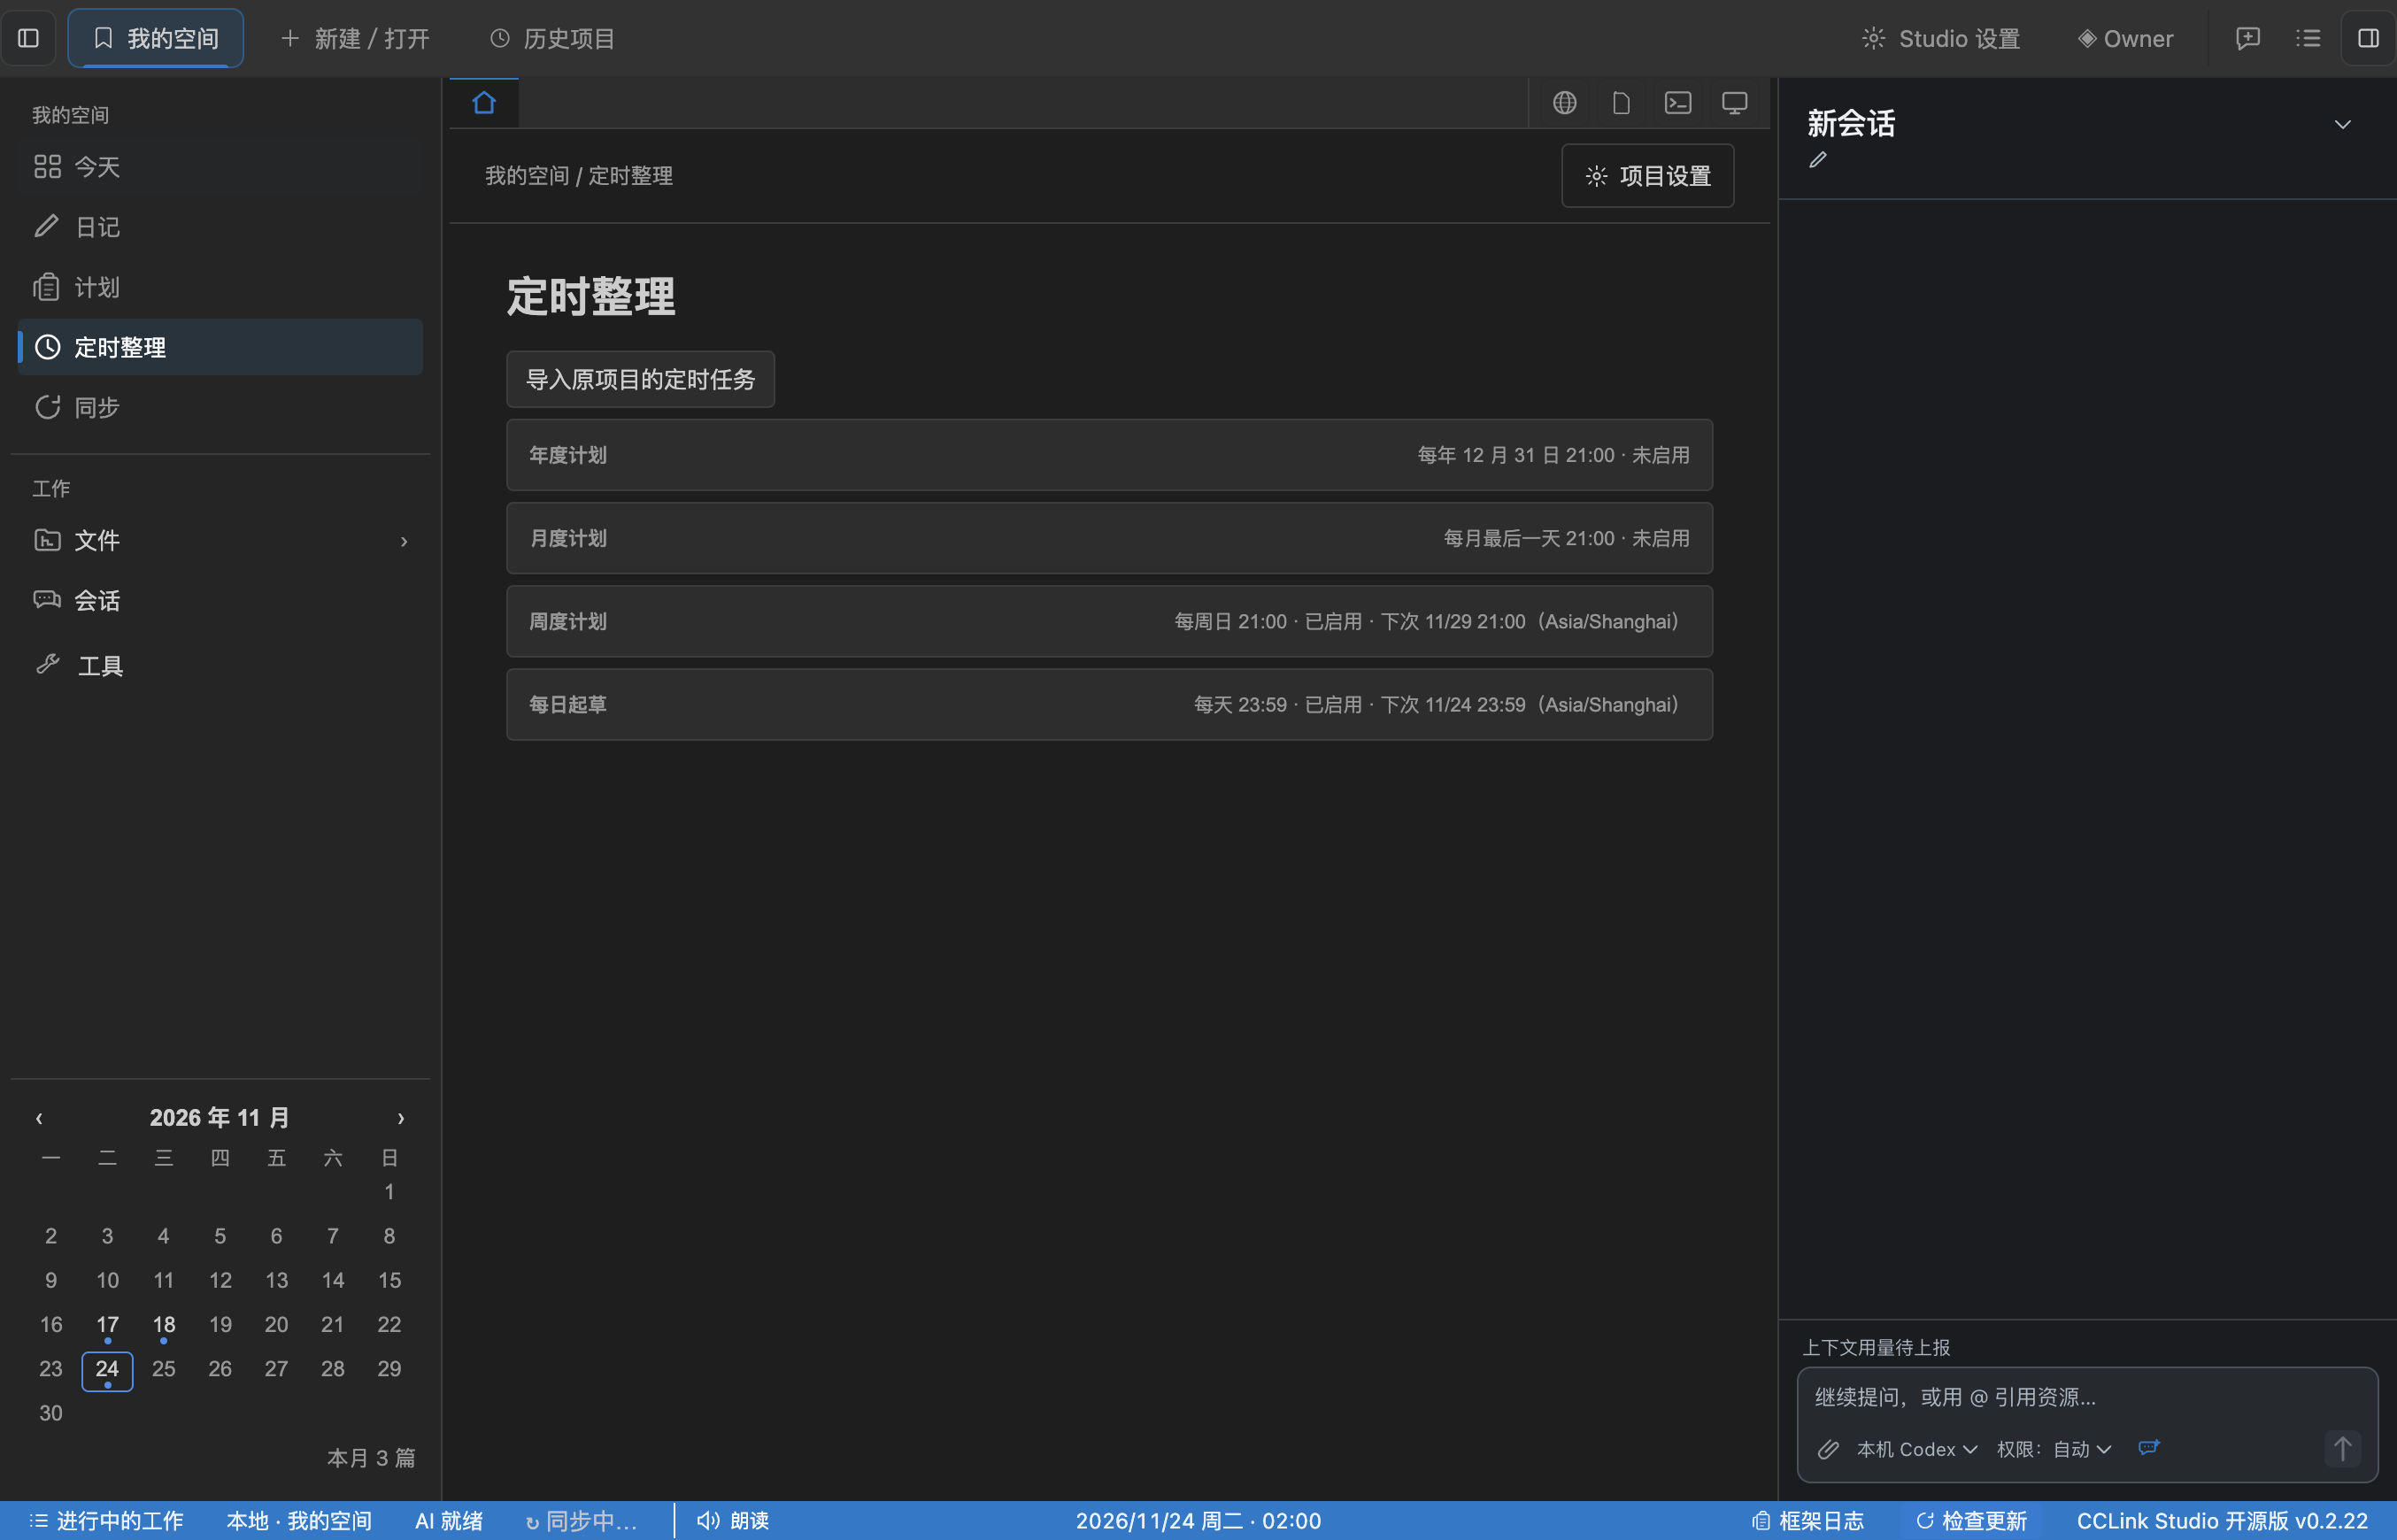 我的空间
新建 / 打开
历史项目
Studio 设置
Owner
我的空间
今天
日记
计划
定时整理
同步
工作
文件
会话
工具
2026 年 11 月
一 二 三 四 五 六 日
1
2 3 4 5 6 7 8
9 10 11 12 13 14 15
16 17 18 19 20 21 22
23 24 25 26 27 28 29
30
本月 3 篇
我的空间 / 定时整理
项目设置
定时整理
导入原项目的定时任务
年度计划 每年 12 月 31 日 21:00 · 未启用
月度计划 每月最后一天 21:00 · 未启用
周度计划 每周日 21:00 · 已启用 · 下次 11/29 21:00（Asia/Shanghai）
每日起草 每天 23:59 · 已启用 · 下次 11/24 23:59（Asia/Shanghai）
新会话
上下文用量待上报
继续提问，或用 @ 引用资源...
本机 Codex 权限：自动
进行中的工作 本地 · 我的空间 AI 就绪 同步中... 朗读 2026/11/24 周二 · 02:00 框架日志 检查更新 CCLink Studio 开源版 v0.2.22